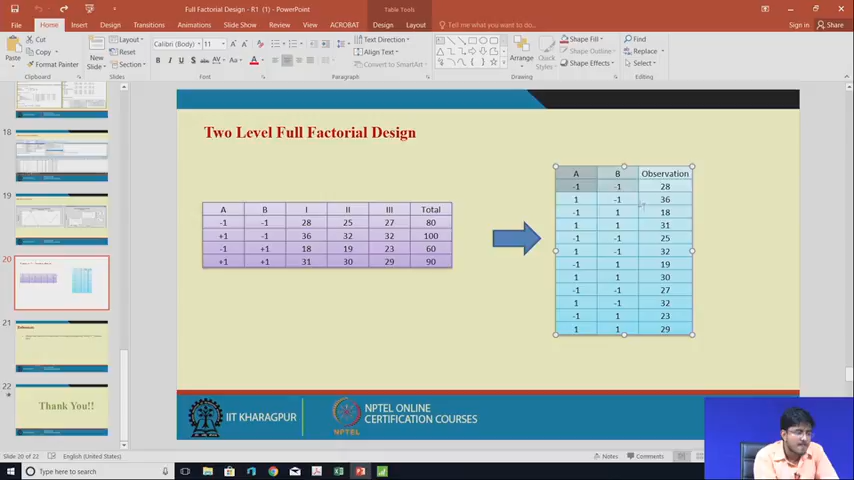 Full Factorial Design - R1 (1) - PowerPoint
Table Tools
Sign in
Share
File
Home
Insert
Design
Transitions
Animations
Slide Show
Review
View
ACROBAT
Design
Layout
Tell me what you want to do
Cut
Copy
Format Painter
Paste
Clipboard
New
Slide
Layout
Reset
Section
Slides
Calibri (Body)
11
Font
Text Direction
Align Text
Convert to SmartArt
Paragraph
Arrange
Quick
Styles
Shape Fill
Shape Outline
Shape Effects
Drawing
Find
Replace
Select
Editing
18
19
20
21
22
Thank You!!
Two Level Full Factorial Design
A B I II III Total
-1 -1 28 25 27 80
+1 -1 36 32 32 100
-1 +1 18 19 23 60
+1 +1 31 30 29 90
A B Observation
-1 -1 28
1 -1 36
-1 1 18
1 1 31
-1 -1 25
1 -1 32
-1 1 19
1 1 30
-1 -1 27
1 -1 32
-1 1 23
1 1 29
IIT KHARAGPUR
NPTEL
NPTEL ONLINE
CERTIFICATION COURSES
Slide 20 of 22
English (United States)
Notes
Comments
Type here to search